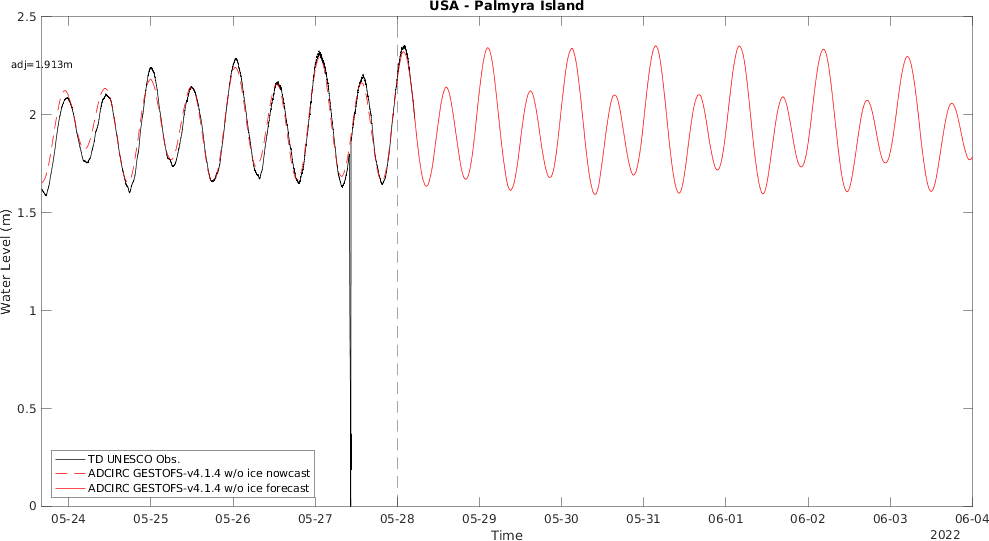 USA - Palmyra Island
adj=1.913m
Water Level (m)
2.5
2
1.5
1
0.5
0
TD UNESCO Obs.
ADCIRC GESTOFS-v4.1.4 w/o ice nowcast
ADCIRC GESTOFS-v4.1.4 w/o ice forecast
05-24 05-25 05-26 05-27 05-28 05-29 05-30 05-31 06-01 06-02 06-03 06-04
Time
2022